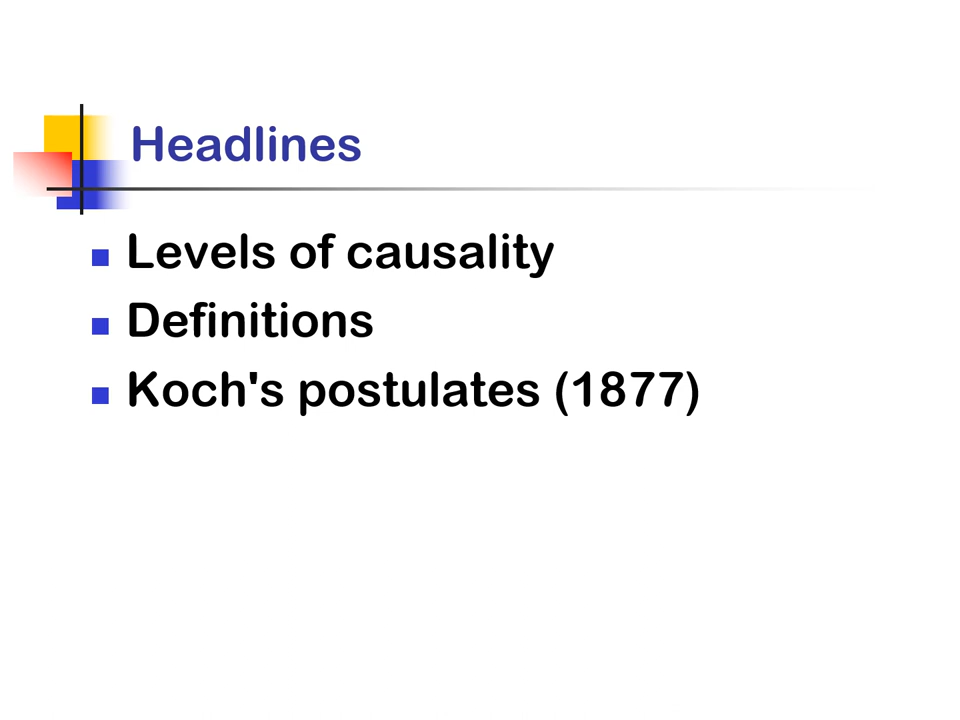 Headlines
Levels of causality
Definitions
Koch's postulates (1877)